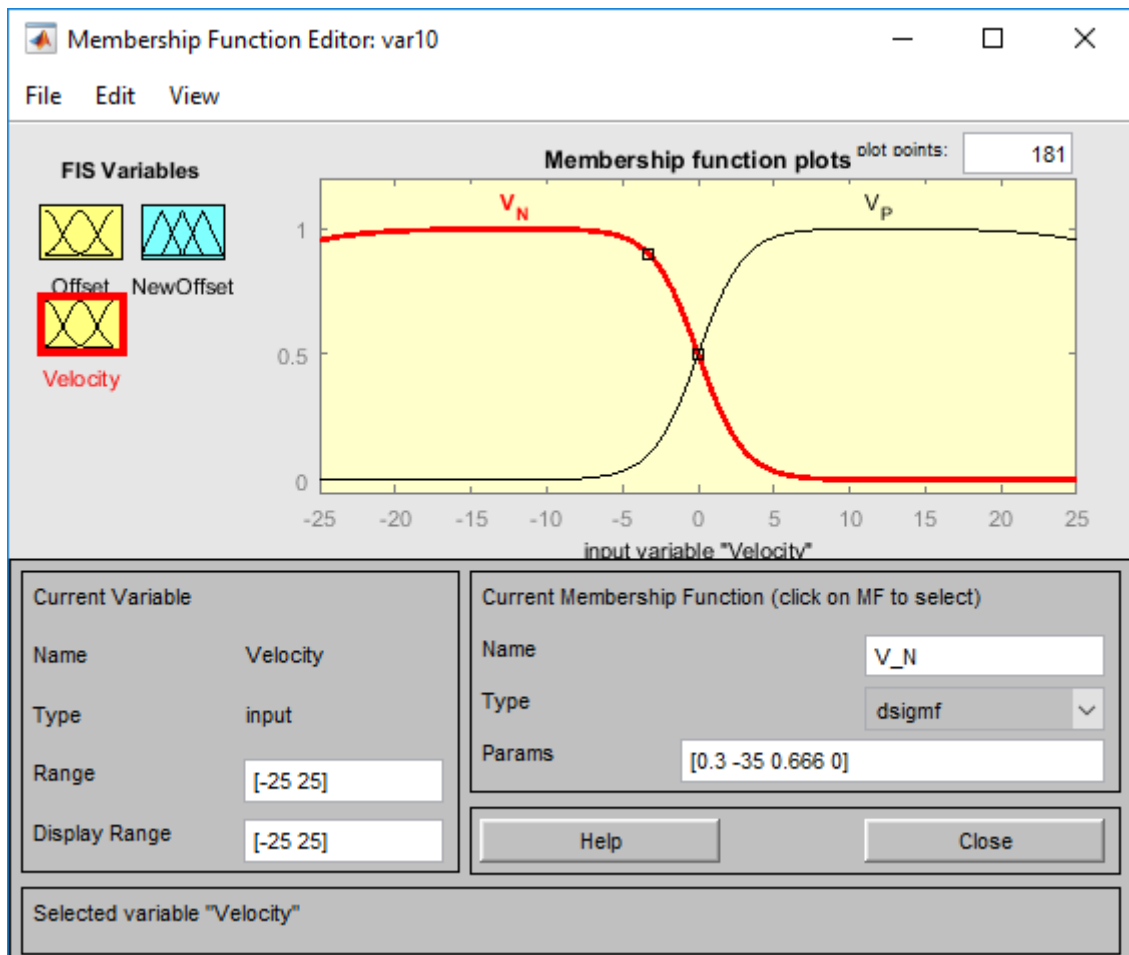 Membership Function Editor: var10
File Edit View
FIS Variables
Offset NewOffset
Velocity
Membership function plots plot points: 181
V_N V_P
1
0.5
0
-25 -20 -15 -10 -5 0 5 10 15 20 25
input variable "Velocity"
Current Variable
Name Velocity
Type input
Range [-25 25]
Display Range [-25 25]
Current Membership Function (click on MF to select)
Name V_N
Type dsigmf
Params [0.3 -35 0.666 0]
Help Close
Selected variable "Velocity"